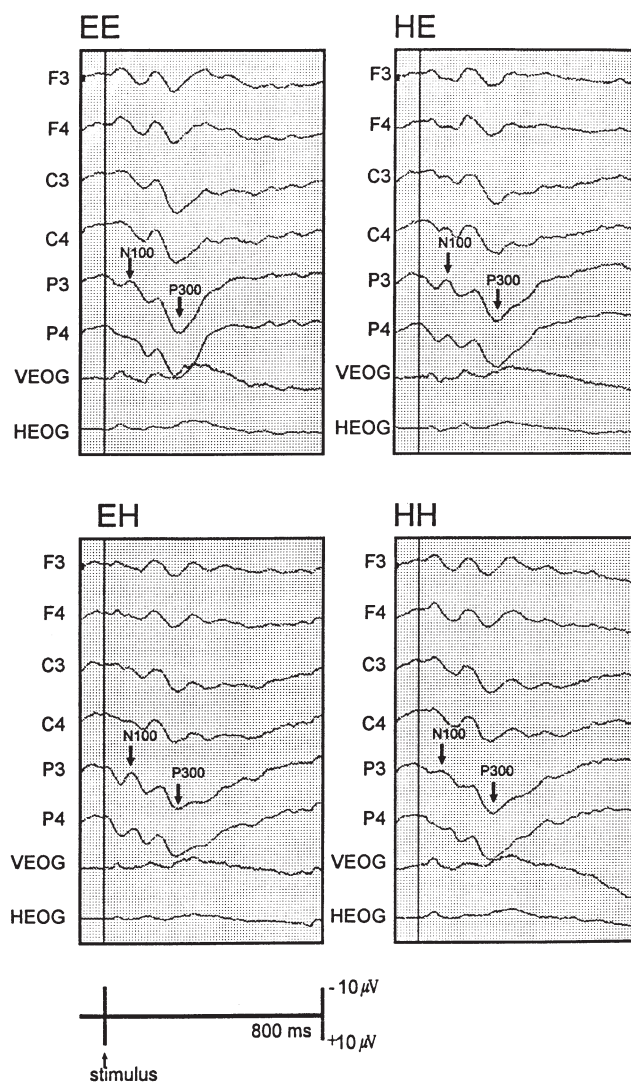 EE
F3
F4
C3
C4
N100
P3
P300
P4
VEOG
HEOG
HE
F3
F4
C3
C4
N100
P3
P300
P4
VEOG
HEOG
EH
F3
F4
C3
C4
N100
P3
P300
P4
VEOG
HEOG
HH
F3
F4
C3
C4
N100
P3
P300
P4
VEOG
HEOG
- 10 μV
800 ms
+10 μV
stimulus